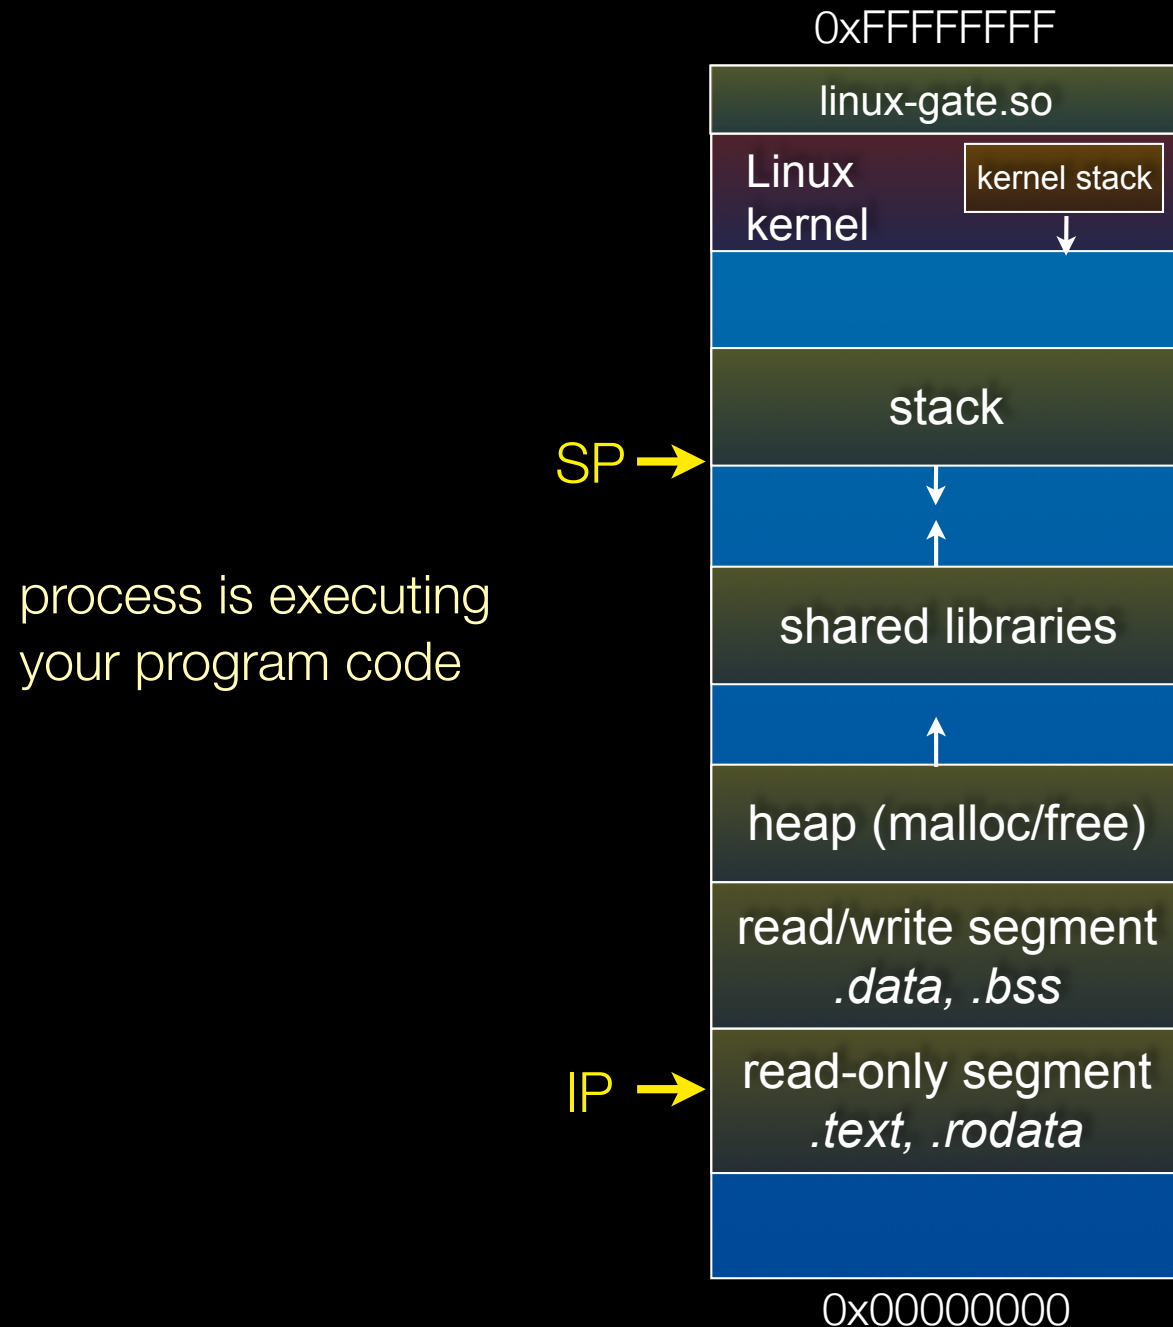 0xFFFFFFFF
linux-gate.so
Linux
kernel
kernel stack
stack
SP
process is executing
your program code
shared libraries
heap (malloc/free)
read/write segment
.data, .bss
IP
read-only segment
.text, .rodata
0x00000000